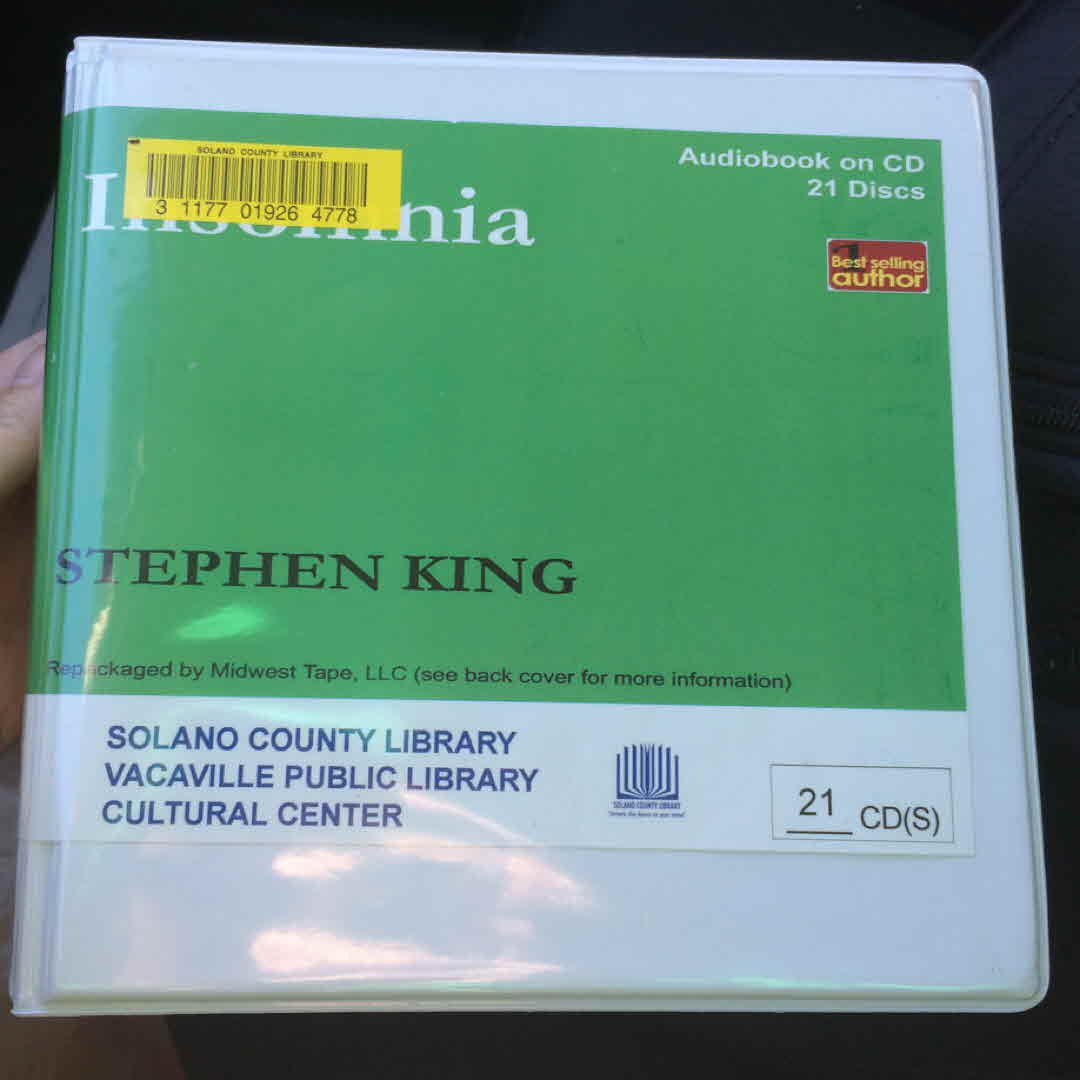 SOLANO COUNTY LIBRARY
3 1177 01926 4778
Insomnia
Audiobook on CD
21 Discs
#1
Best selling
author
STEPHEN KING
Repackaged by Midwest Tape, LLC (see back cover for more information)
SOLANO COUNTY LIBRARY
VACAVILLE PUBLIC LIBRARY
CULTURAL CENTER
SOLANO COUNTY LIBRARY
21 CD(S)